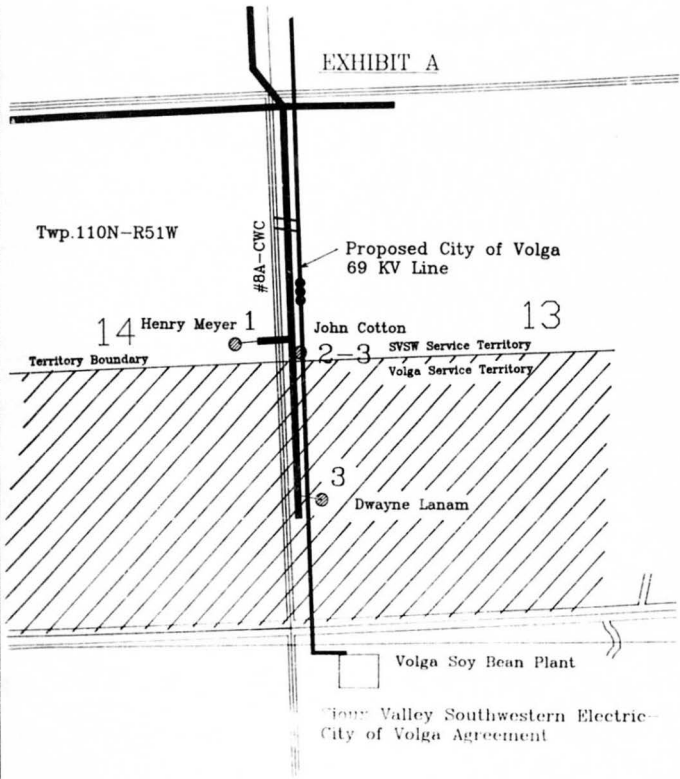 EXHIBIT A
Twp.110N-R51W
#8A-CWC
Proposed City of Volga
69 KV Line
14
Henry Meyer
1
John Cotton
13
2-3
SVSW Service Territory
Territory Boundary
Volga Service Territory
3
Dwayne Lanam
Volga Soy Bean Plant
Sioux Valley Southwestern Electric-
City of Volga Agreement